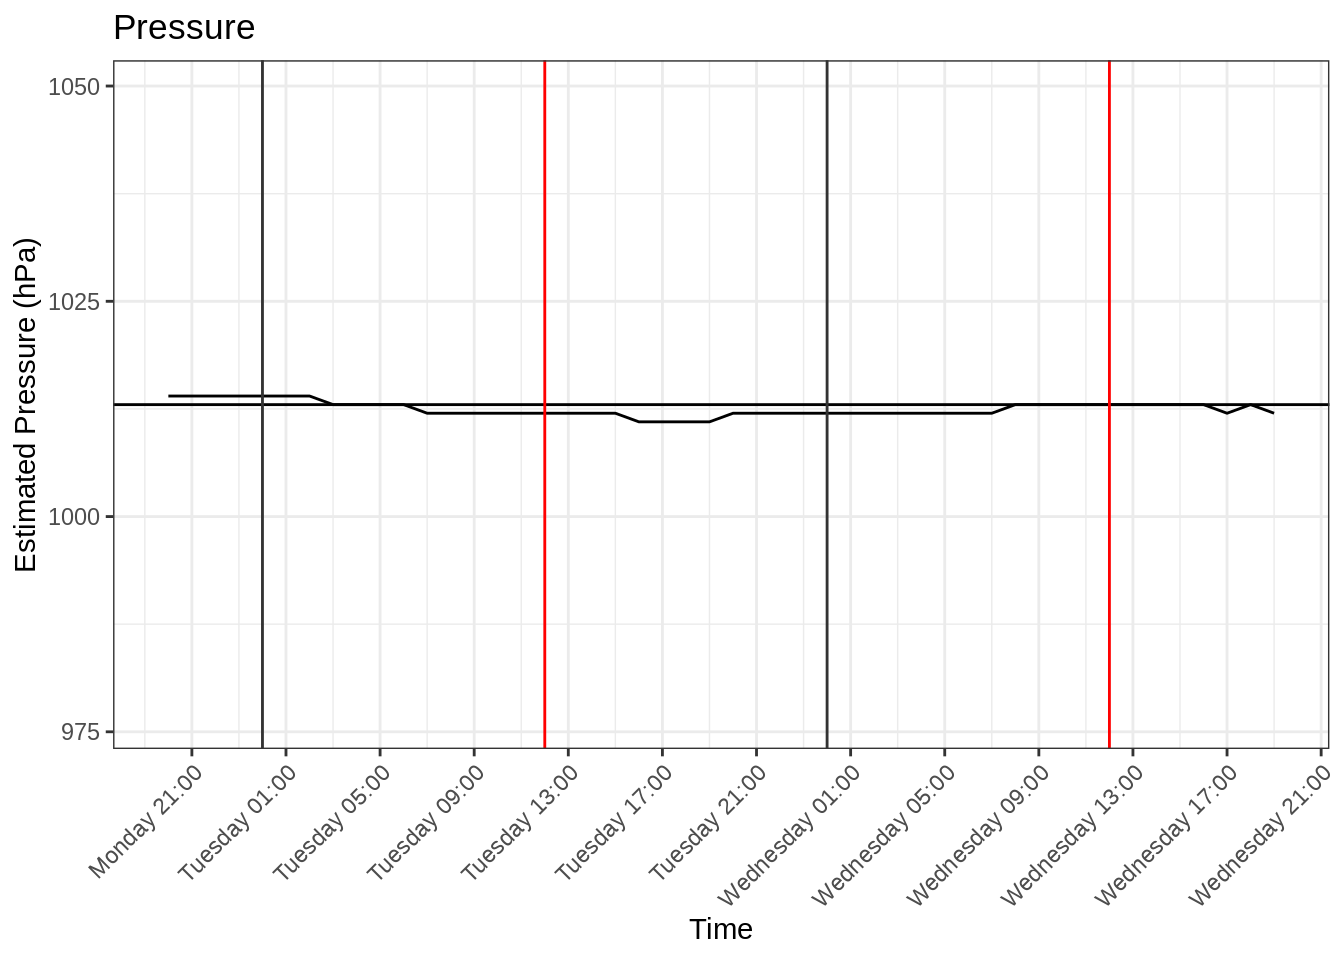 Pressure
Estimated Pressure (hPa)
1050
1025
1000
975
Monday 21:00
Tuesday 01:00
Tuesday 05:00
Tuesday 09:00
Tuesday 13:00
Tuesday 17:00
Tuesday 21:00
Wednesday 01:00
Wednesday 05:00
Wednesday 09:00
Wednesday 13:00
Wednesday 17:00
Wednesday 21:00
Time